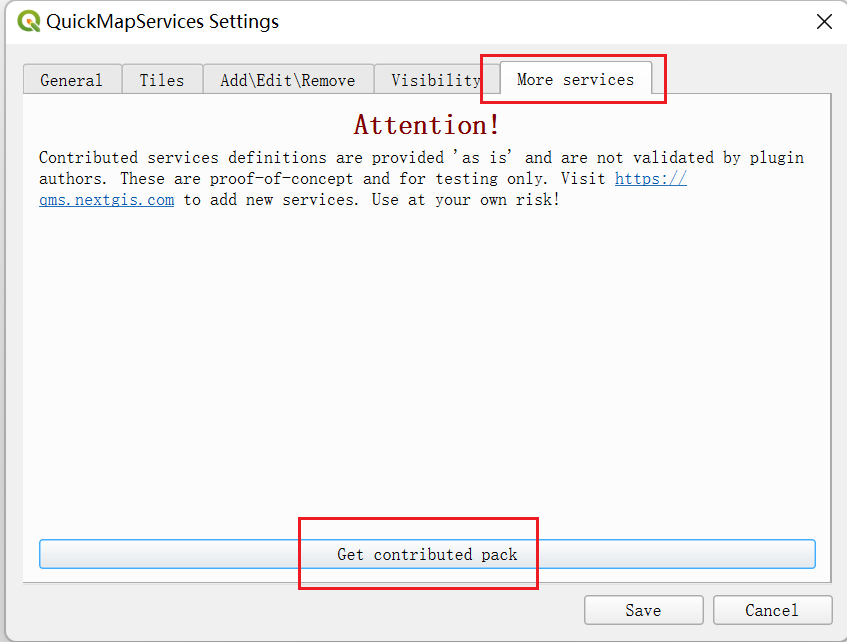 QuickMapServices Settings
General Tiles Add\Edit\Remove Visibility More services
Attention!
Contributed services definitions are provided 'as is' and are not validated by plugin
authors. These are proof-of-concept and for testing only. Visit https://
qms.nextgis.com to add new services. Use at your own risk!
Get contributed pack
Save Cancel